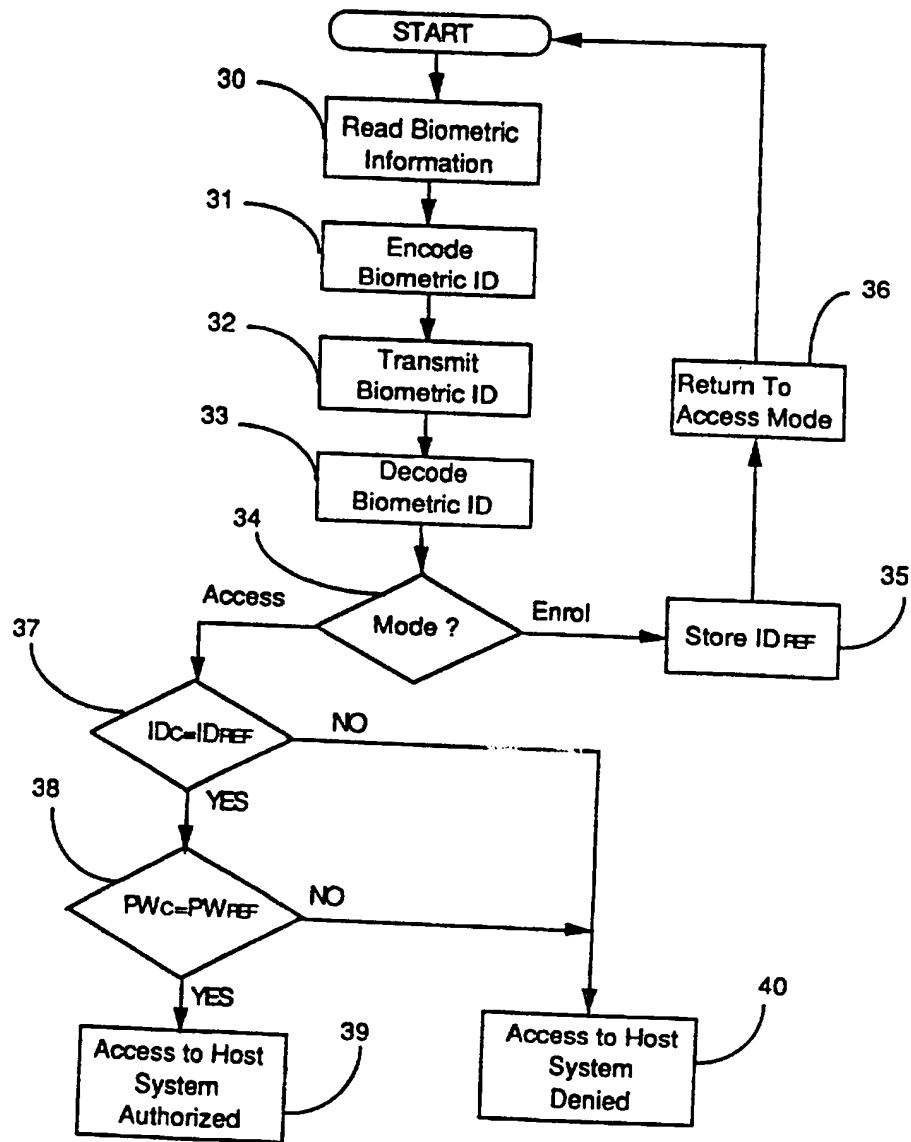 START
30
Read Biometric
Information
31
Encode
Biometric ID
32
Transmit
Biometric ID
36
Return To
Access Mode
33
Decode
Biometric ID
34
Mode ?
Access
Enrol
35
Store IDREF
37
IDC=IDREF
NO
YES
38
PWC=PWREF
NO
YES
39
Access to Host
System
Authorized
40
Access to Host
System
Denied